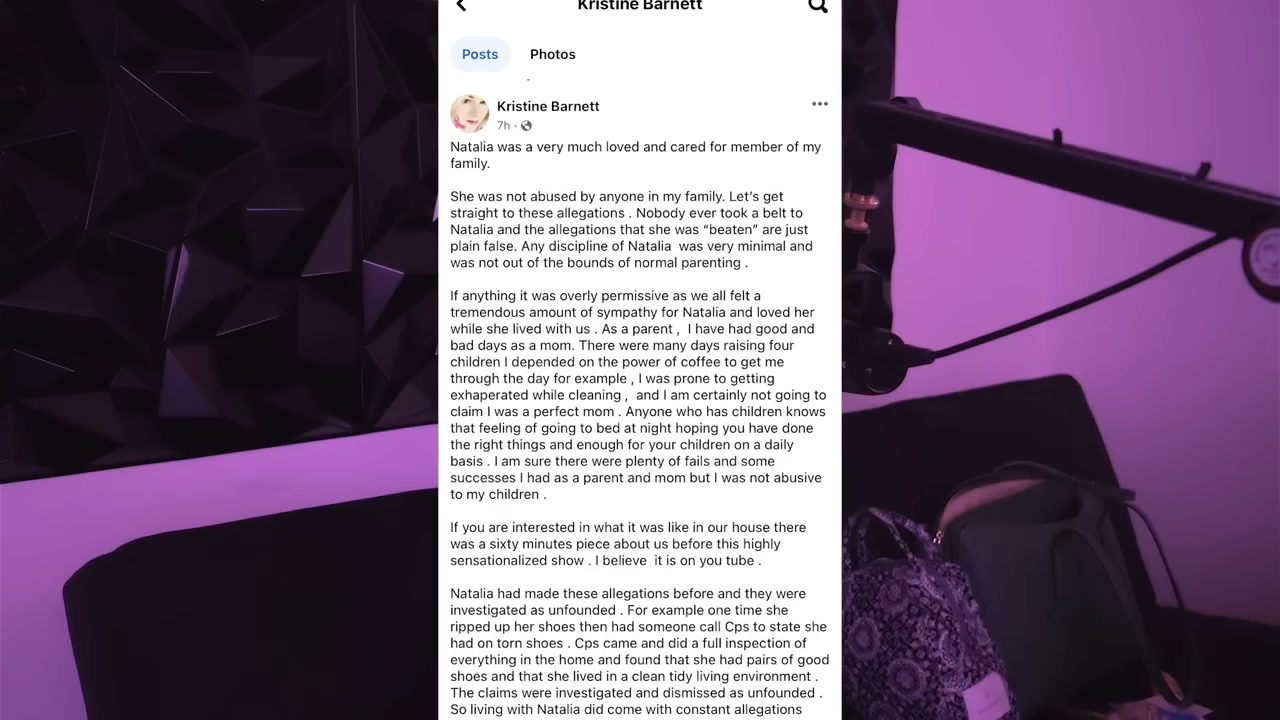 Kristine Barnett
Posts Photos
Kristine Barnett
7h ·
Natalia was a very much loved and cared for member of my
family.
She was not abused by anyone in my family. Let’s get
straight to these allegations . Nobody ever took a belt to
Natalia and the allegations that she was “beaten” are just
plain false. Any discipline of Natalia was very minimal and
was not out of the bounds of normal parenting .
If anything it was overly permissive as we all felt a
tremendous amount of sympathy for Natalia and loved her
while she lived with us . As a parent , I have had good and
bad days as a mom. There were many days raising four
children I depended on the power of coffee to get me
through the day for example , I was prone to getting
exhaperated while cleaning , and I am certainly not going to
claim I was a perfect mom . Anyone who has children knows
that feeling of going to bed at night hoping you have done
the right things and enough for your children on a daily
basis . I am sure there were plenty of fails and some
successes I had as a parent and mom but I was not abusive
to my children .
If you are interested in what it was like in our house there
was a sixty minutes piece about us before this highly
sensationalized show . I believe it is on you tube .
Natalia had made these allegations before and they were
investigated as unfounded . For example one time she
ripped up her shoes then had someone call Cps to state she
had on torn shoes . Cps came and did a full inspection of
everything in the home and found that she had pairs of good
shoes and that she lived in a clean tidy living environment .
The claims were investigated and dismissed as unfounded .
So living with Natalia did come with constant allegations